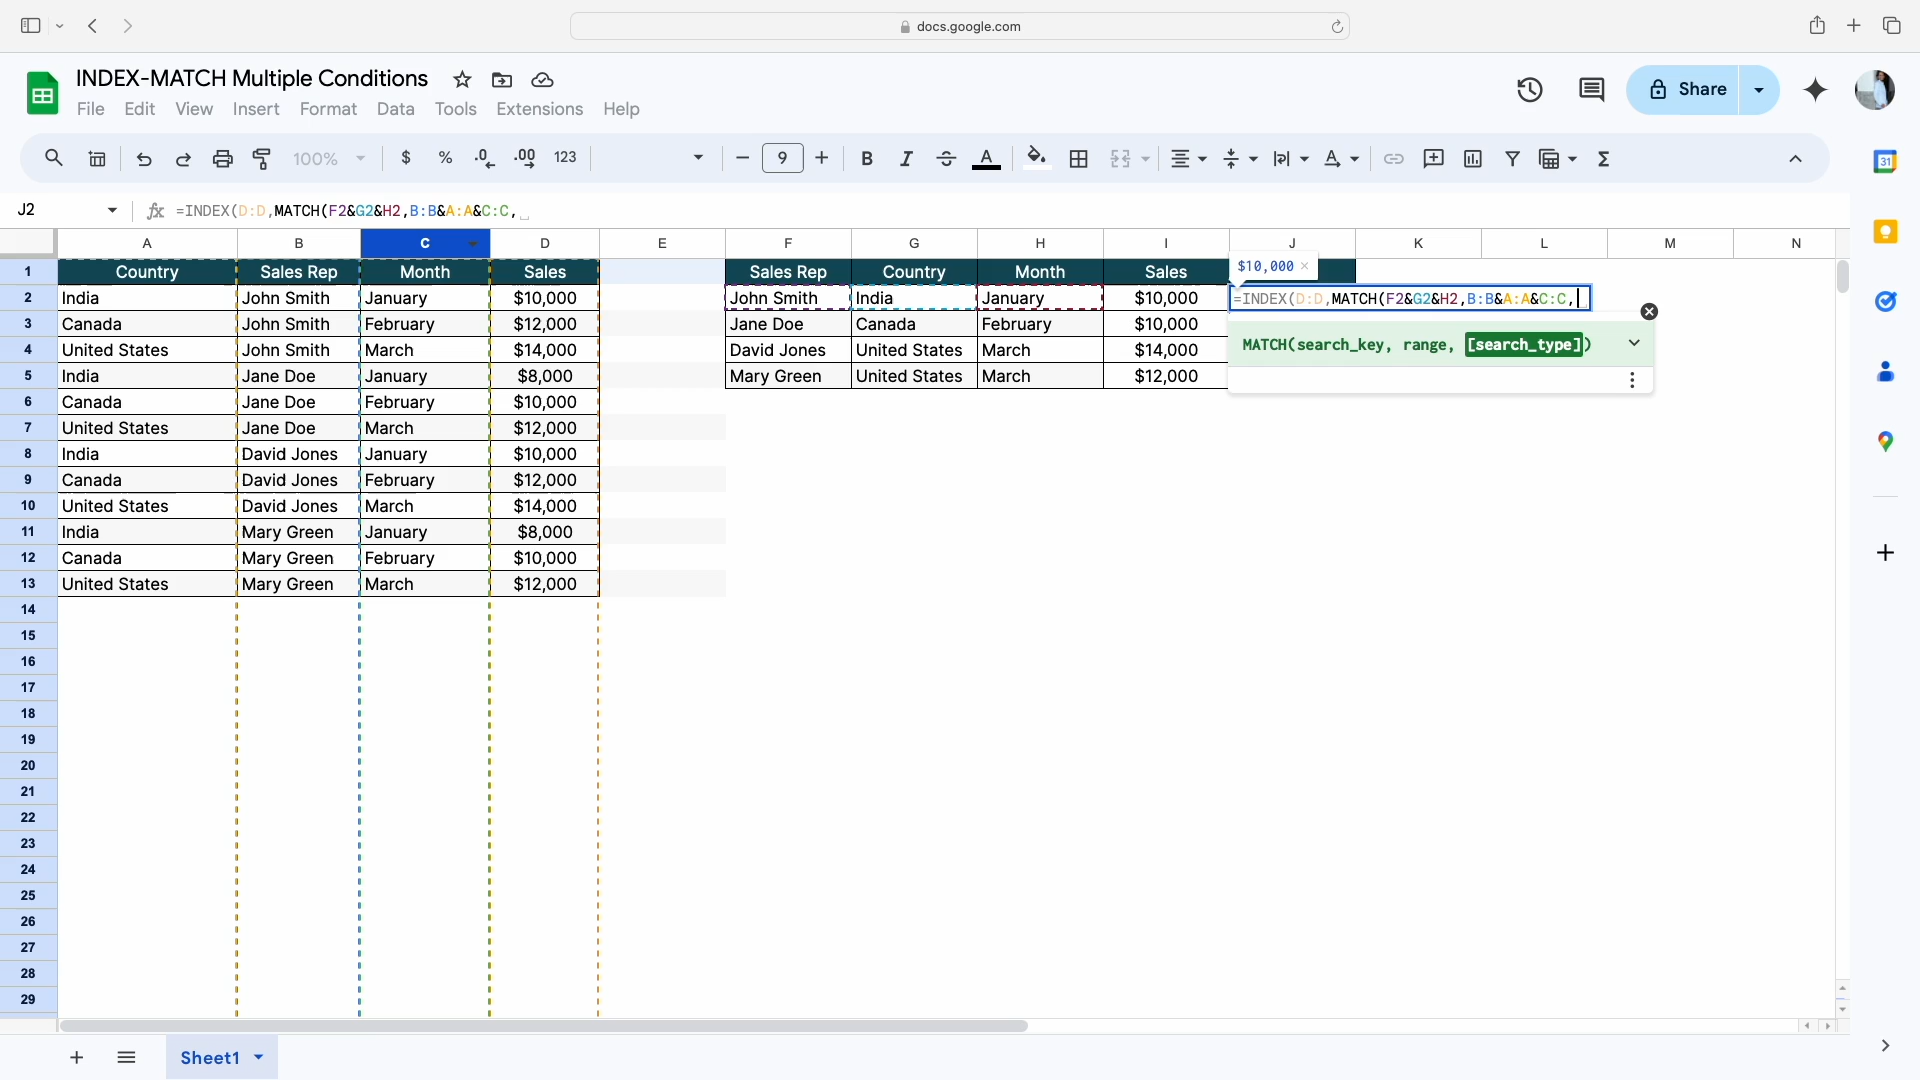 docs.google.com
INDEX-MATCH Multiple Conditions
File Edit View Insert Format Data Tools Extensions Help
Share
100% $ % .0 .00 123 9 B I A
31
J2 fx =INDEX(D:D,MATCH(F2&G2&H2,B:B&A:A&C:C,
A B C D E F G H I J K L M N
1 Country Sales Rep Month Sales Sales Rep Country Month Sales $10,000 ×
2 India John Smith January $10,000 John Smith India January $10,000 =INDEX(D:D,MATCH(F2&G2&H2,B:B&A:A&C:C,
3 Canada John Smith February $12,000 Jane Doe Canada February $10,000
4 United States John Smith March $14,000 David Jones United States March $14,000 MATCH(search_key, range, [search_type])
5 India Jane Doe January $8,000 Mary Green United States March $12,000
6 Canada Jane Doe February $10,000
7 United States Jane Doe March $12,000
8 India David Jones January $10,000
9 Canada David Jones February $12,000
10 United States David Jones March $14,000
11 India Mary Green January $8,000
12 Canada Mary Green February $10,000
13 United States Mary Green March $12,000
14
15
16
17
18
19
20
21
22
23
24
25
26
27
28
29
Sheet1